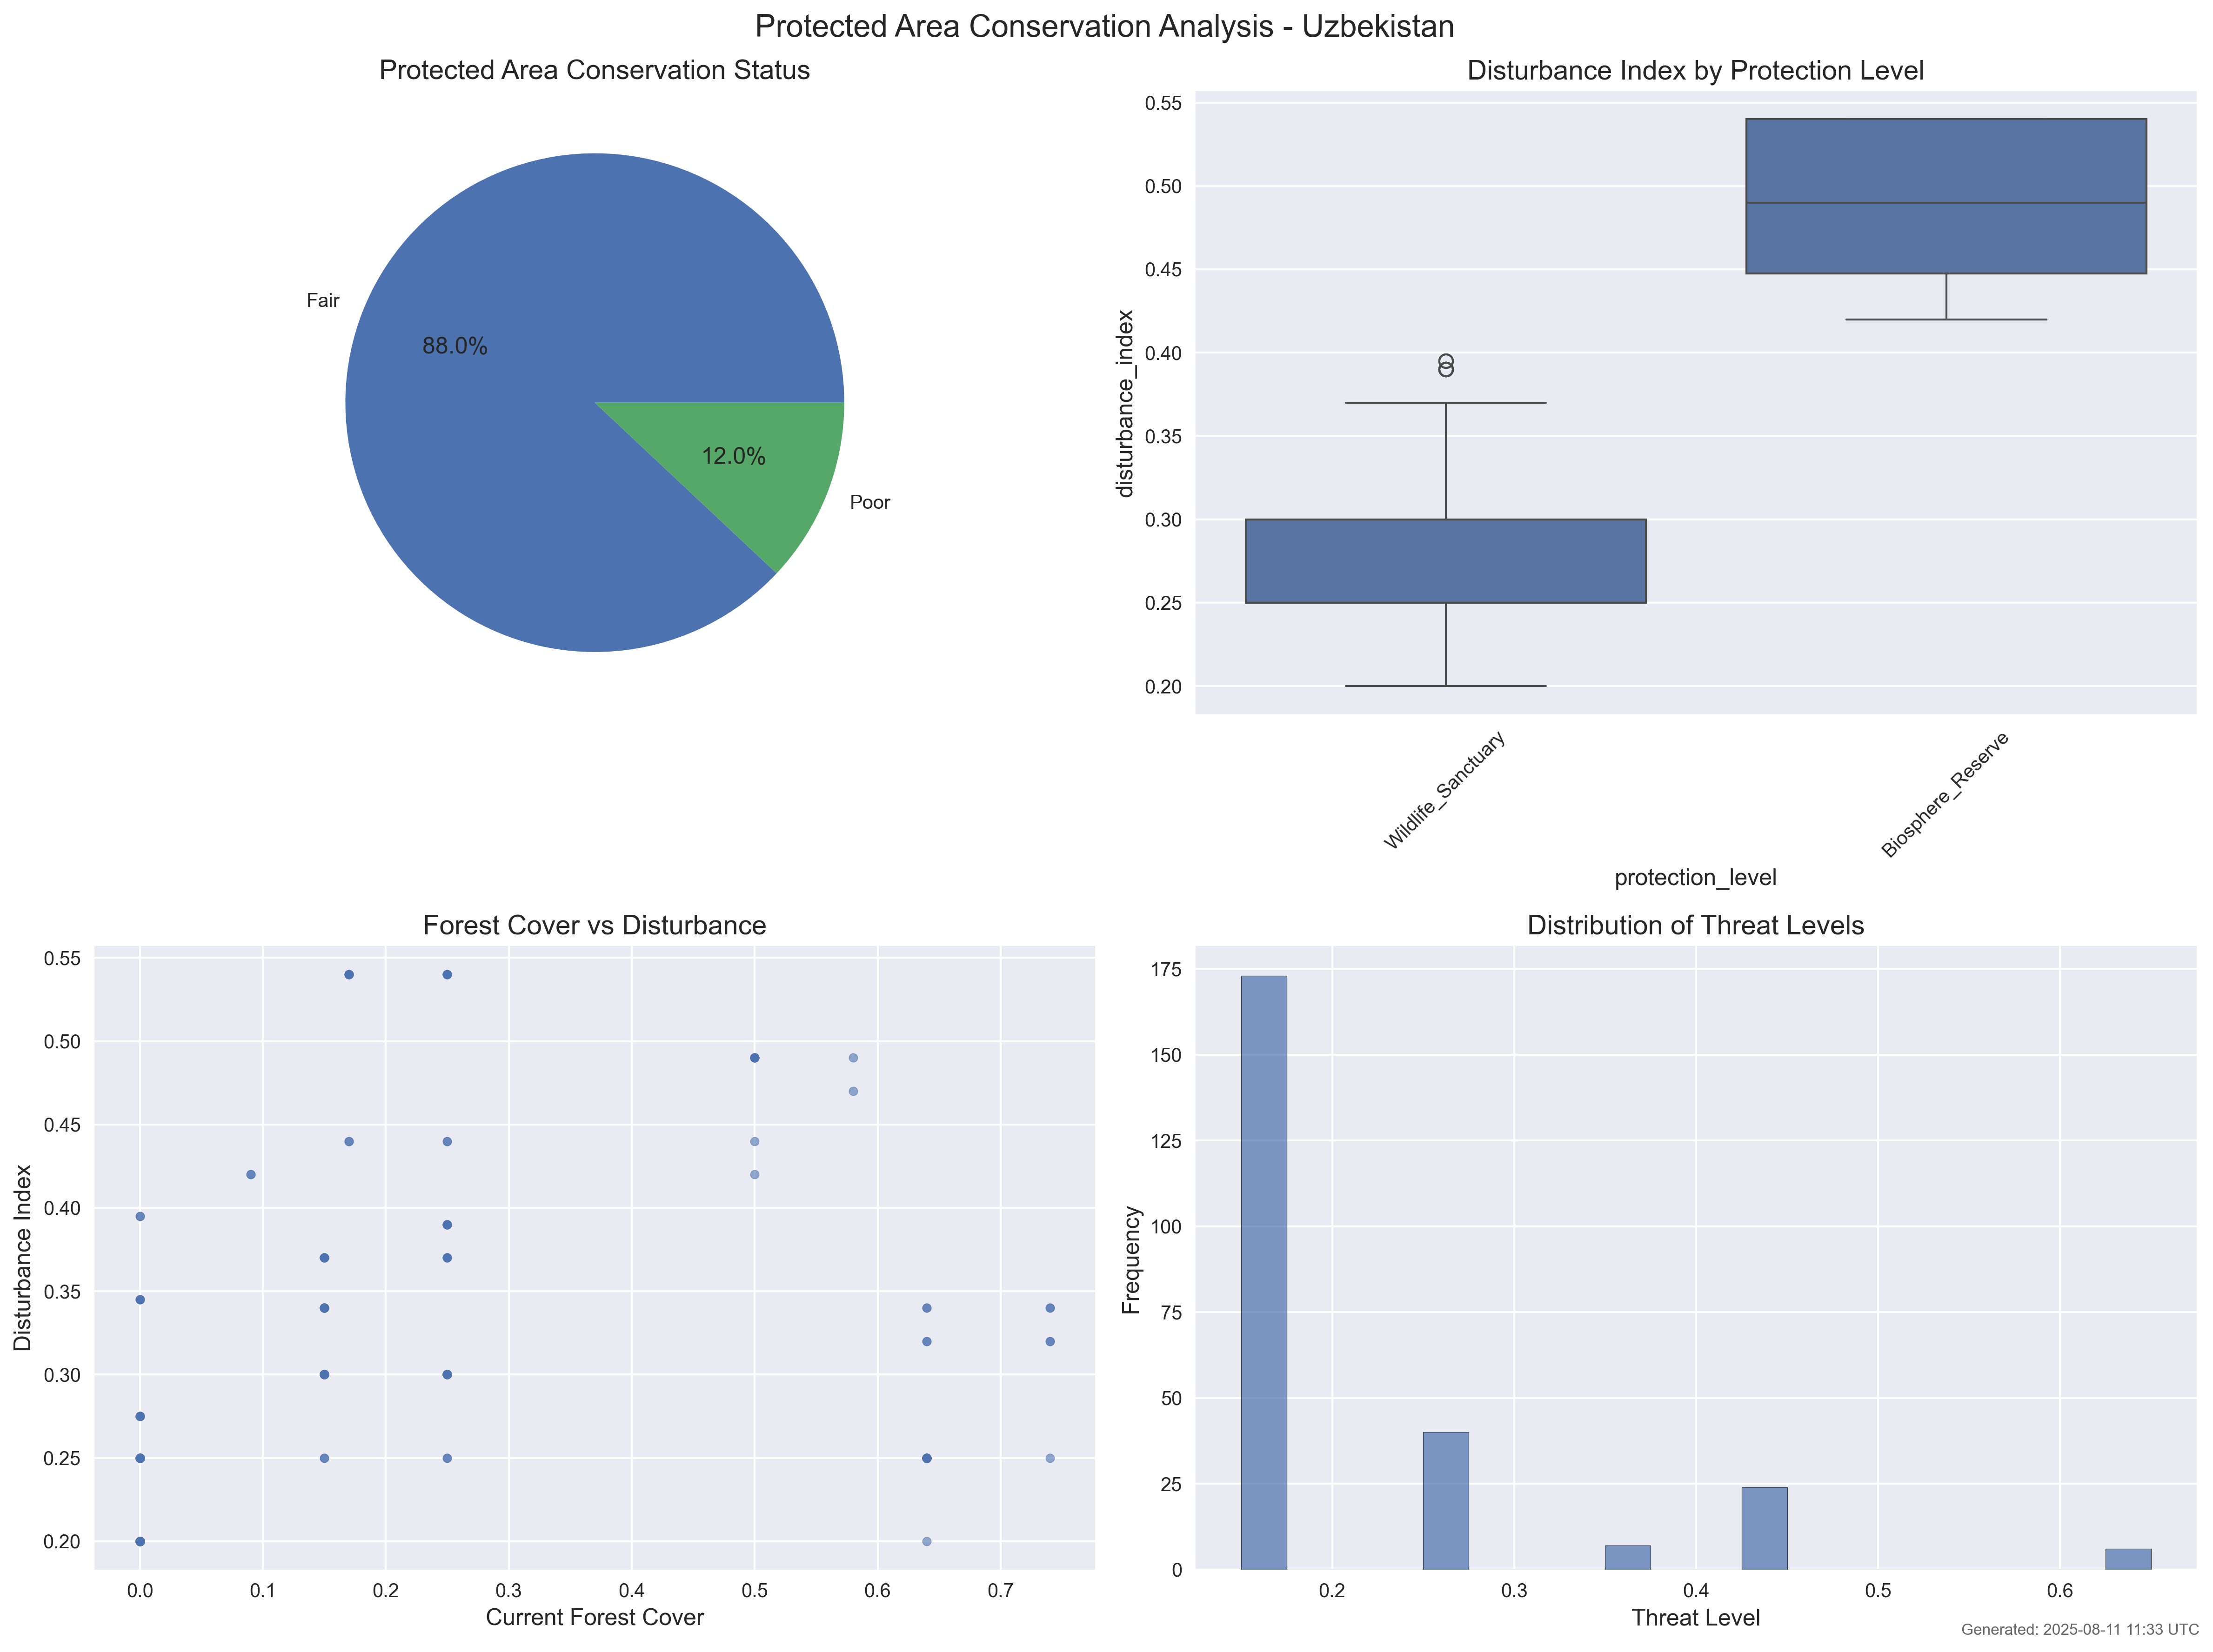 Protected Area Conservation Analysis - Uzbekistan
Protected Area Conservation Status
Fair
88.0%
12.0%
Poor
Disturbance Index by Protection Level
disturbance_index
0.55
0.50
0.45
0.40
0.35
0.30
0.25
0.20
Wildlife_Sanctuary
Biosphere_Reserve
protection_level
Forest Cover vs Disturbance
Disturbance Index
0.55
0.50
0.45
0.40
0.35
0.30
0.25
0.20
0.0 0.1 0.2 0.3 0.4 0.5 0.6 0.7
Current Forest Cover
Distribution of Threat Levels
Frequency
175
150
125
100
75
50
25
0
0.2 0.3 0.4 0.5 0.6
Threat Level
Generated: 2025-08-11 11:33 UTC